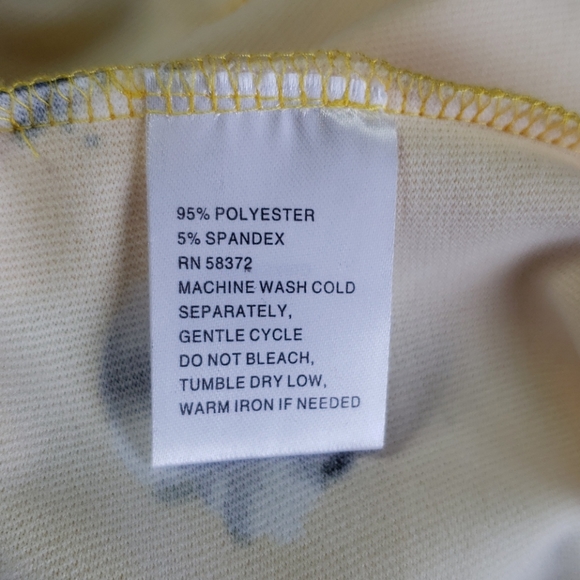 95% POLYESTER
5% SPANDEX
RN 58372
MACHINE WASH COLD
SEPARATELY,
GENTLE CYCLE
DO NOT BLEACH,
TUMBLE DRY LOW,
WARM IRON IF NEEDED